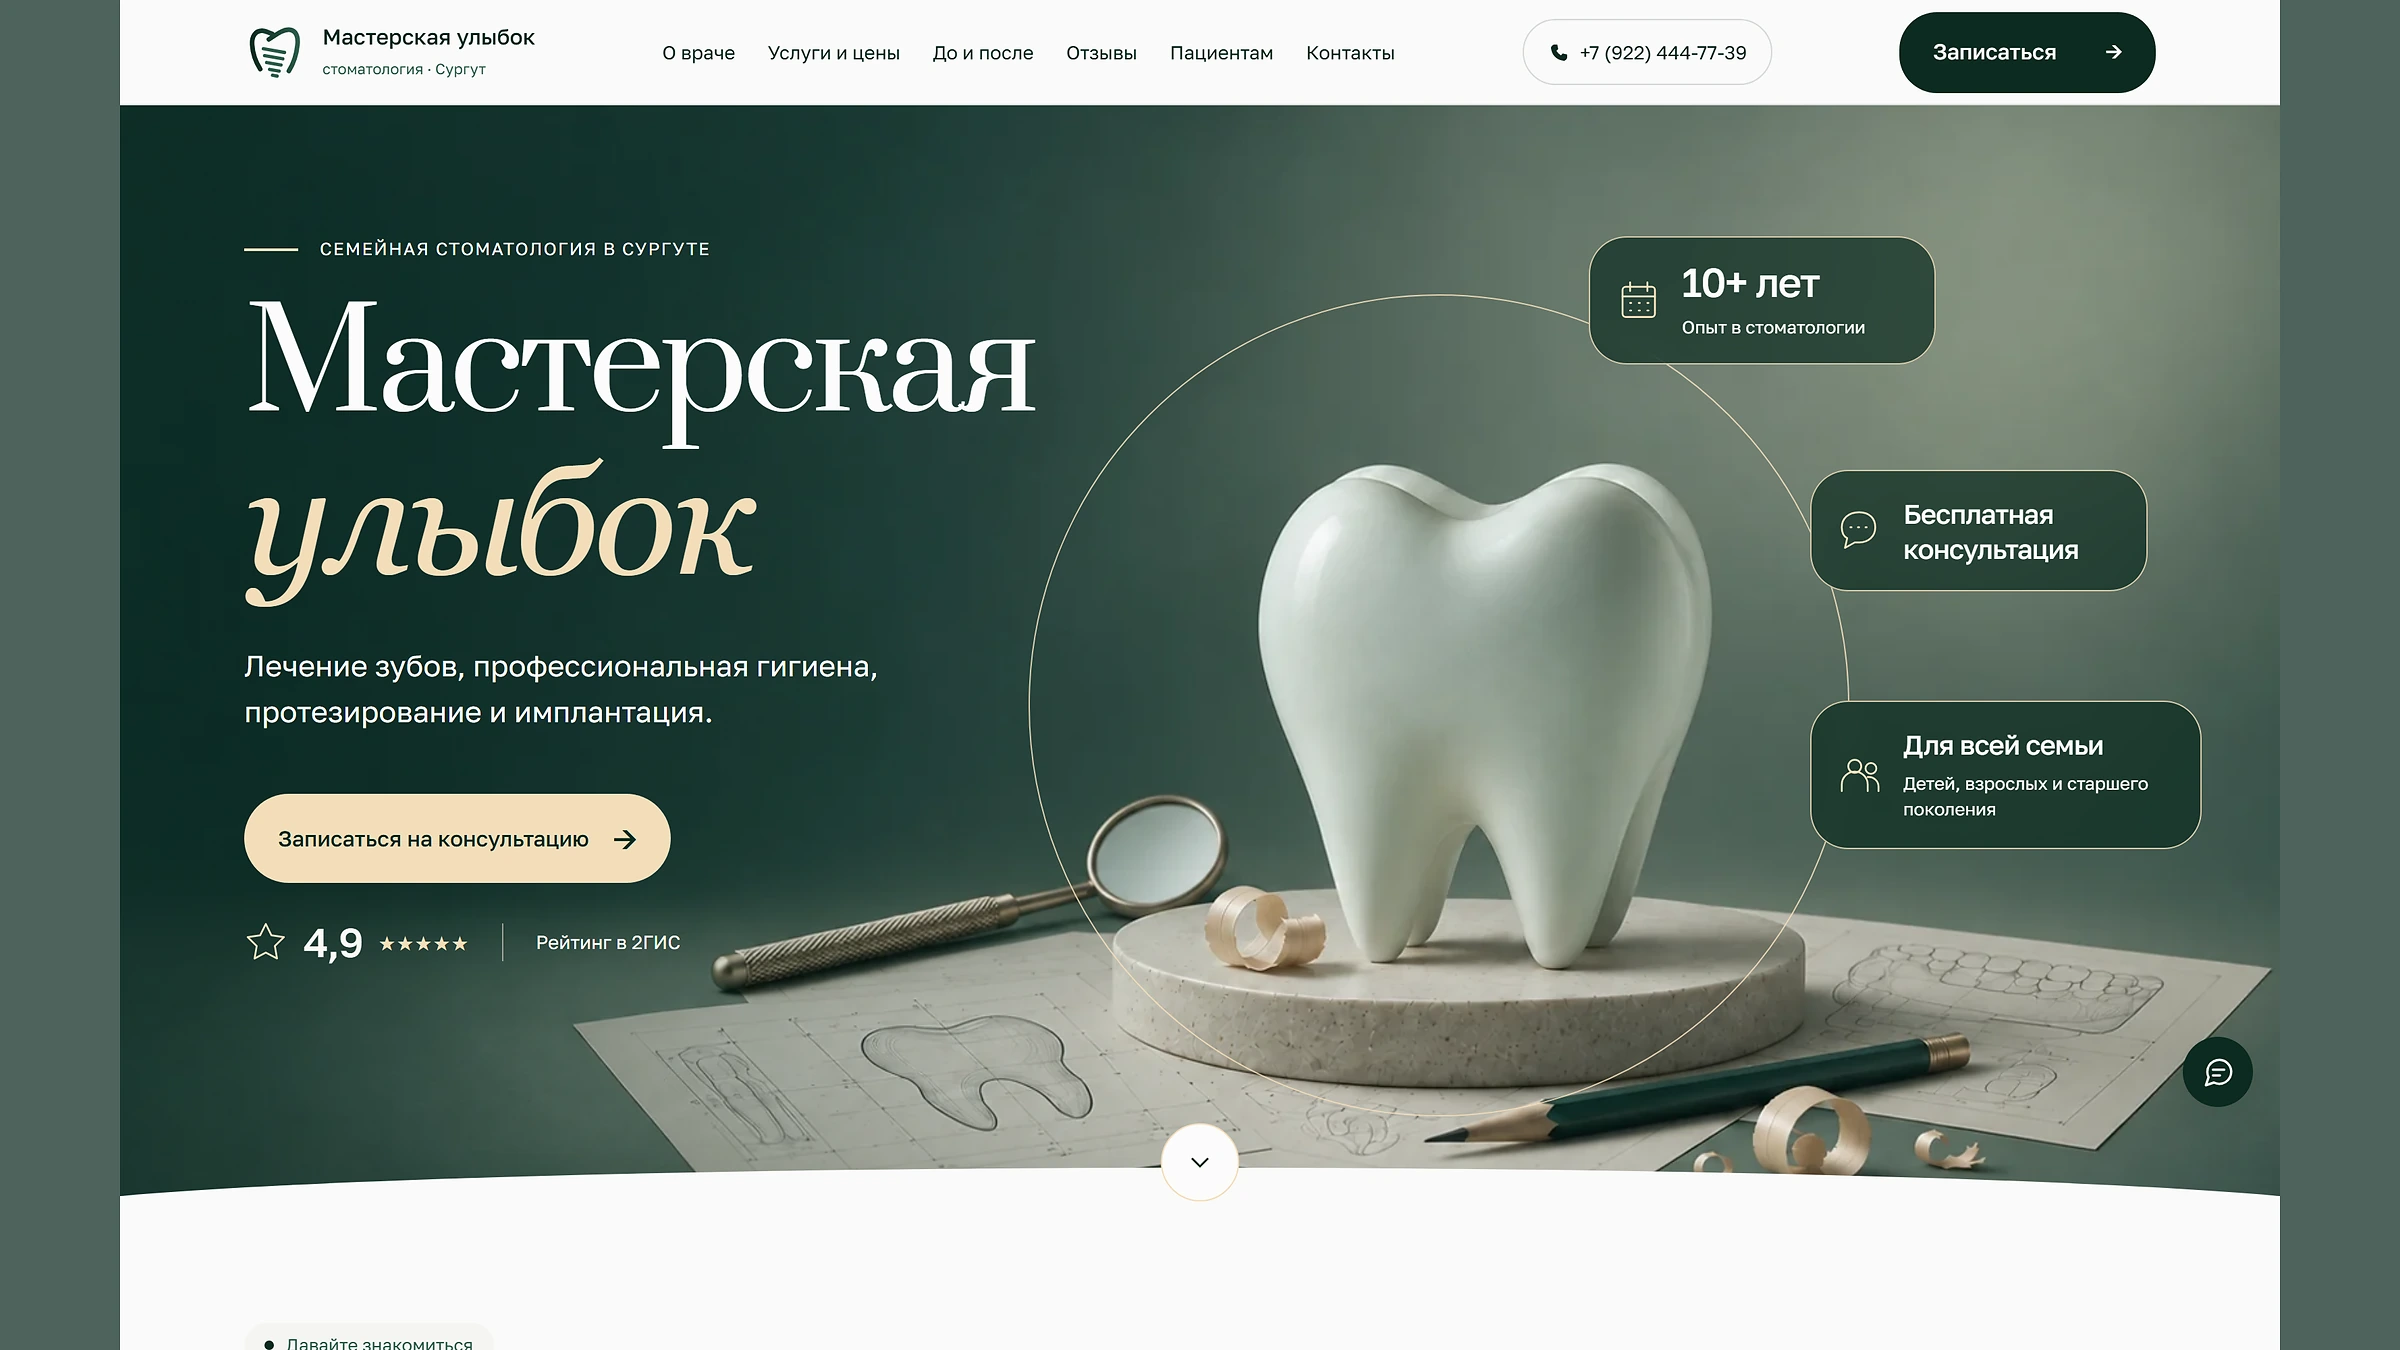 Мастерская улыбок
стоматология · Сургут
О враче
Услуги и цены
До и после
Отзывы
Пациентам
Контакты
+7 (922) 444-77-39
Записаться
СЕМЕЙНАЯ СТОМАТОЛОГИЯ В СУРГУТЕ
Мастерская
улыбок
Лечение зубов, профессиональная гигиена,
протезирование и имплантация.
Записаться на консультацию
4,9
Рейтинг в 2ГИС
10+ лет
Опыт в стоматологии
Бесплатная
консультация
Для всей семьи
Детей, взрослых и старшего
поколения
Давайте знакомиться